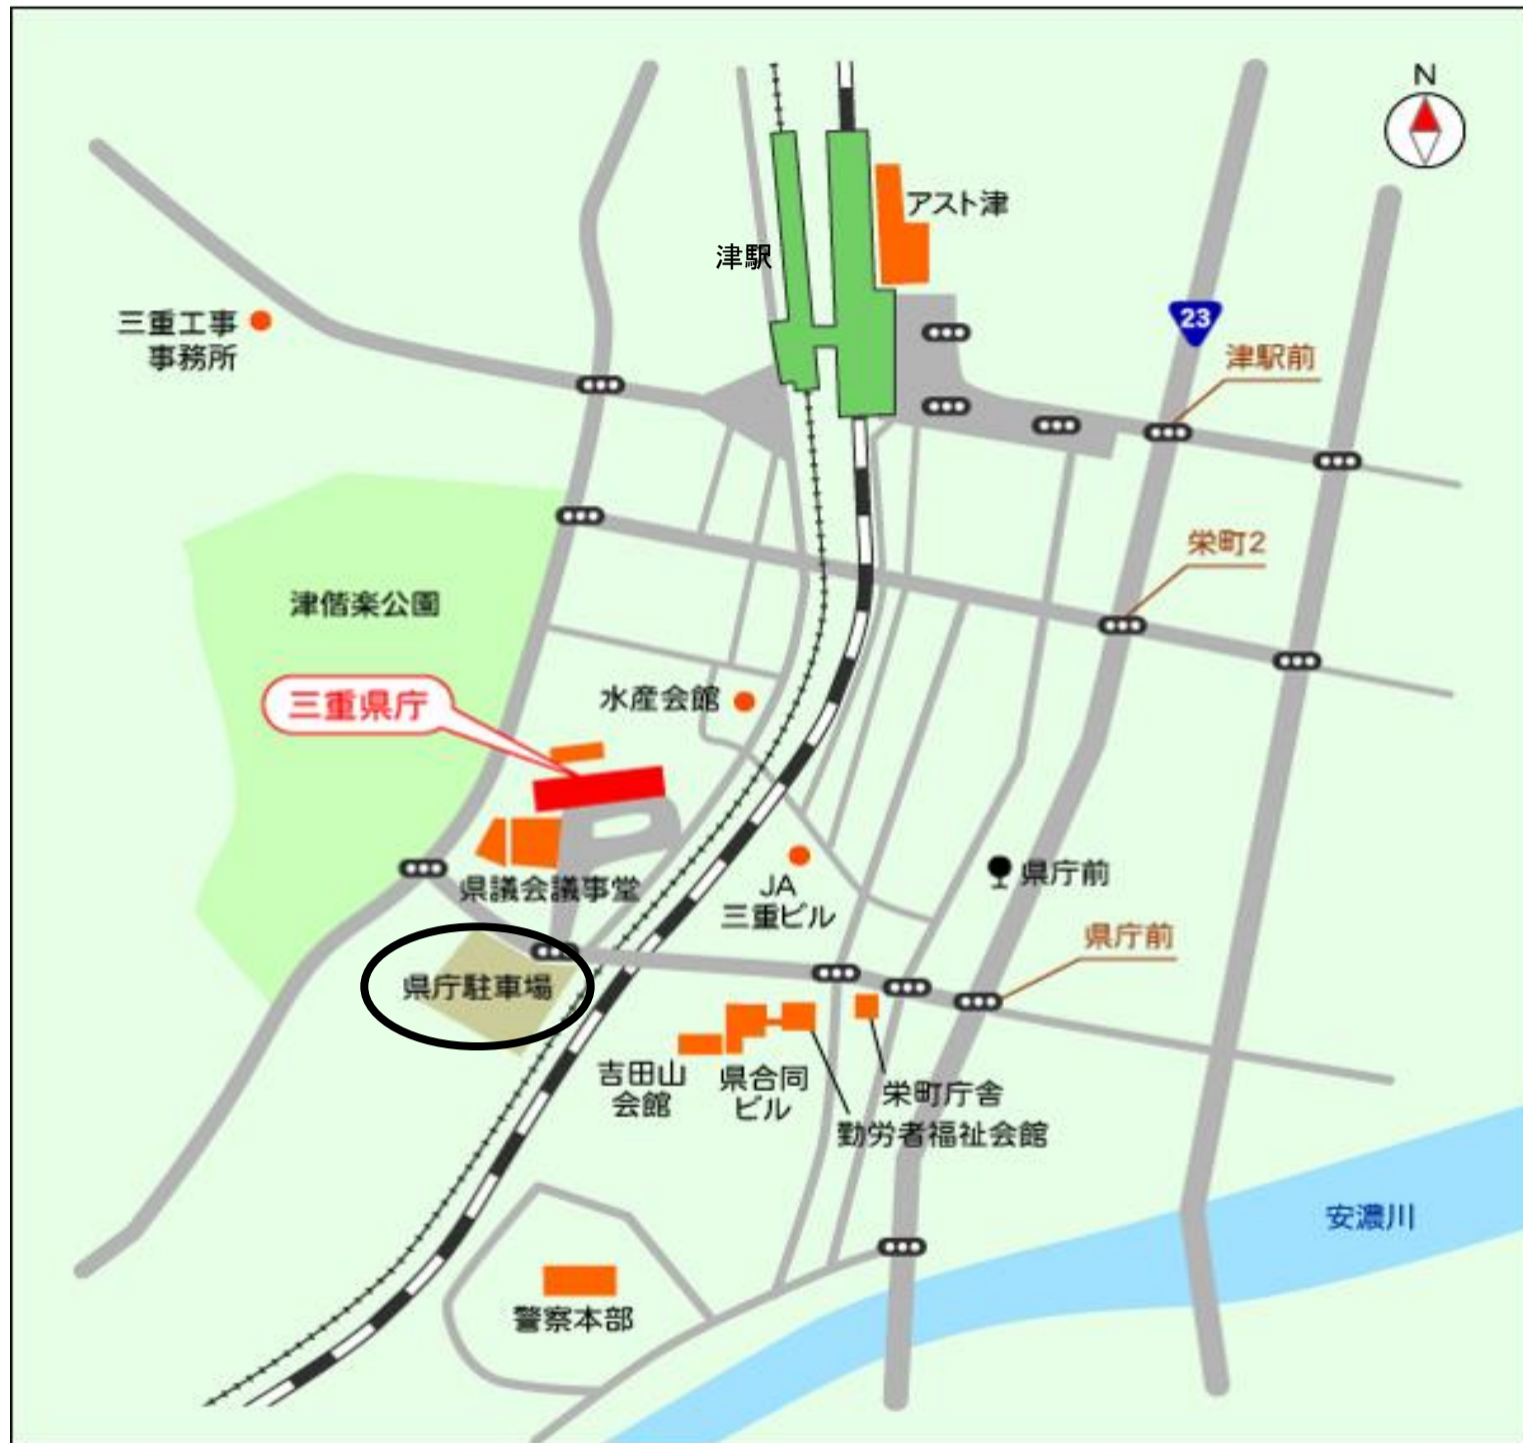 N
アスト津
津駅
23
三重工事
事務所
津駅前
栄町2
津偕楽公園
三重県庁
水産会館
県庁前
JA
三重ビル
県議会議事堂
県庁前
県庁駐車場
吉田山
会館
県合同
ビル
栄町庁舎
勤労者福祉会館
安濃川
警察本部